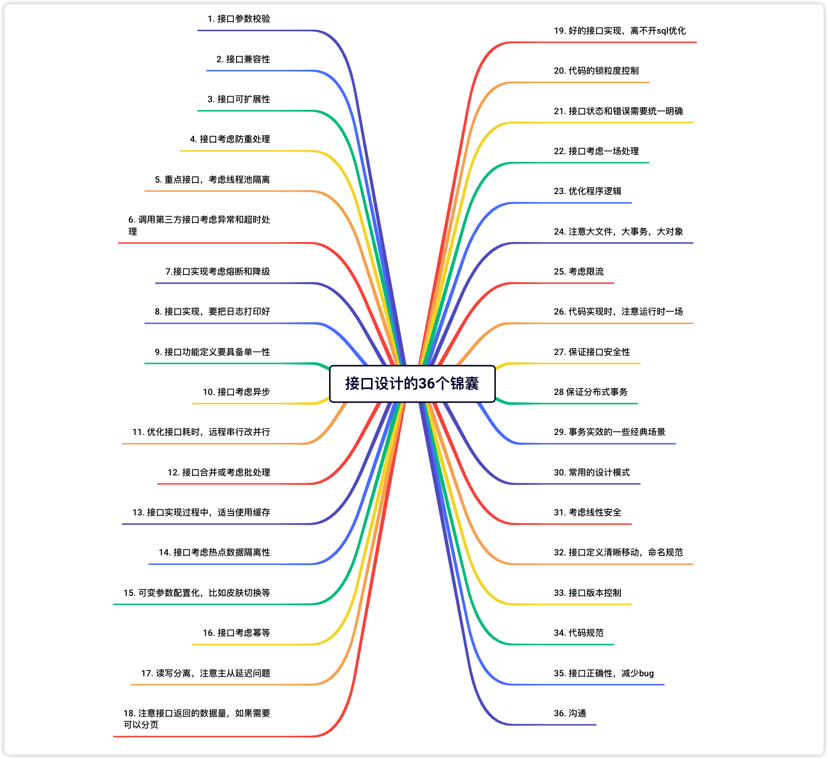 1. 接口参数校验
2. 接口兼容性
3. 接口可扩展性
4. 接口考虑防重处理
5. 重点接口，考虑线程池隔离
6. 调用第三方接口考虑异常和超时处
理
7.接口实现考虑熔断和降级
8. 接口实现，要把日志打印好
9. 接口功能定义要具备单一性
10. 接口考虑异步
11. 优化接口耗时，远程串行改并行
12. 接口合并或考虑批处理
13. 接口实现过程中，适当使用缓存
14. 接口考虑热点数据隔离性
15. 可变参数配置化，比如皮肤切换等
16. 接口考虑幂等
17. 读写分离，注意主从延迟问题
18. 注意接口返回的数据量，如果需要
可以分页
接口设计的36个锦囊
19. 好的接口实现，离不开sql优化
20. 代码的锁粒度控制
21. 接口状态和错误需要统一明确
22. 接口考虑一场处理
23. 优化程序逻辑
24. 注意大文件，大事务，大对象
25. 考虑限流
26. 代码实现时，注意运行时一场
27. 保证接口安全性
28 保证分布式事务
29. 事务实效的一些经典场景
30. 常用的设计模式
31. 考虑线性安全
32. 接口定义清晰移动，命名规范
33. 接口版本控制
34. 代码规范
35. 接口正确性，减少bug
36. 沟通